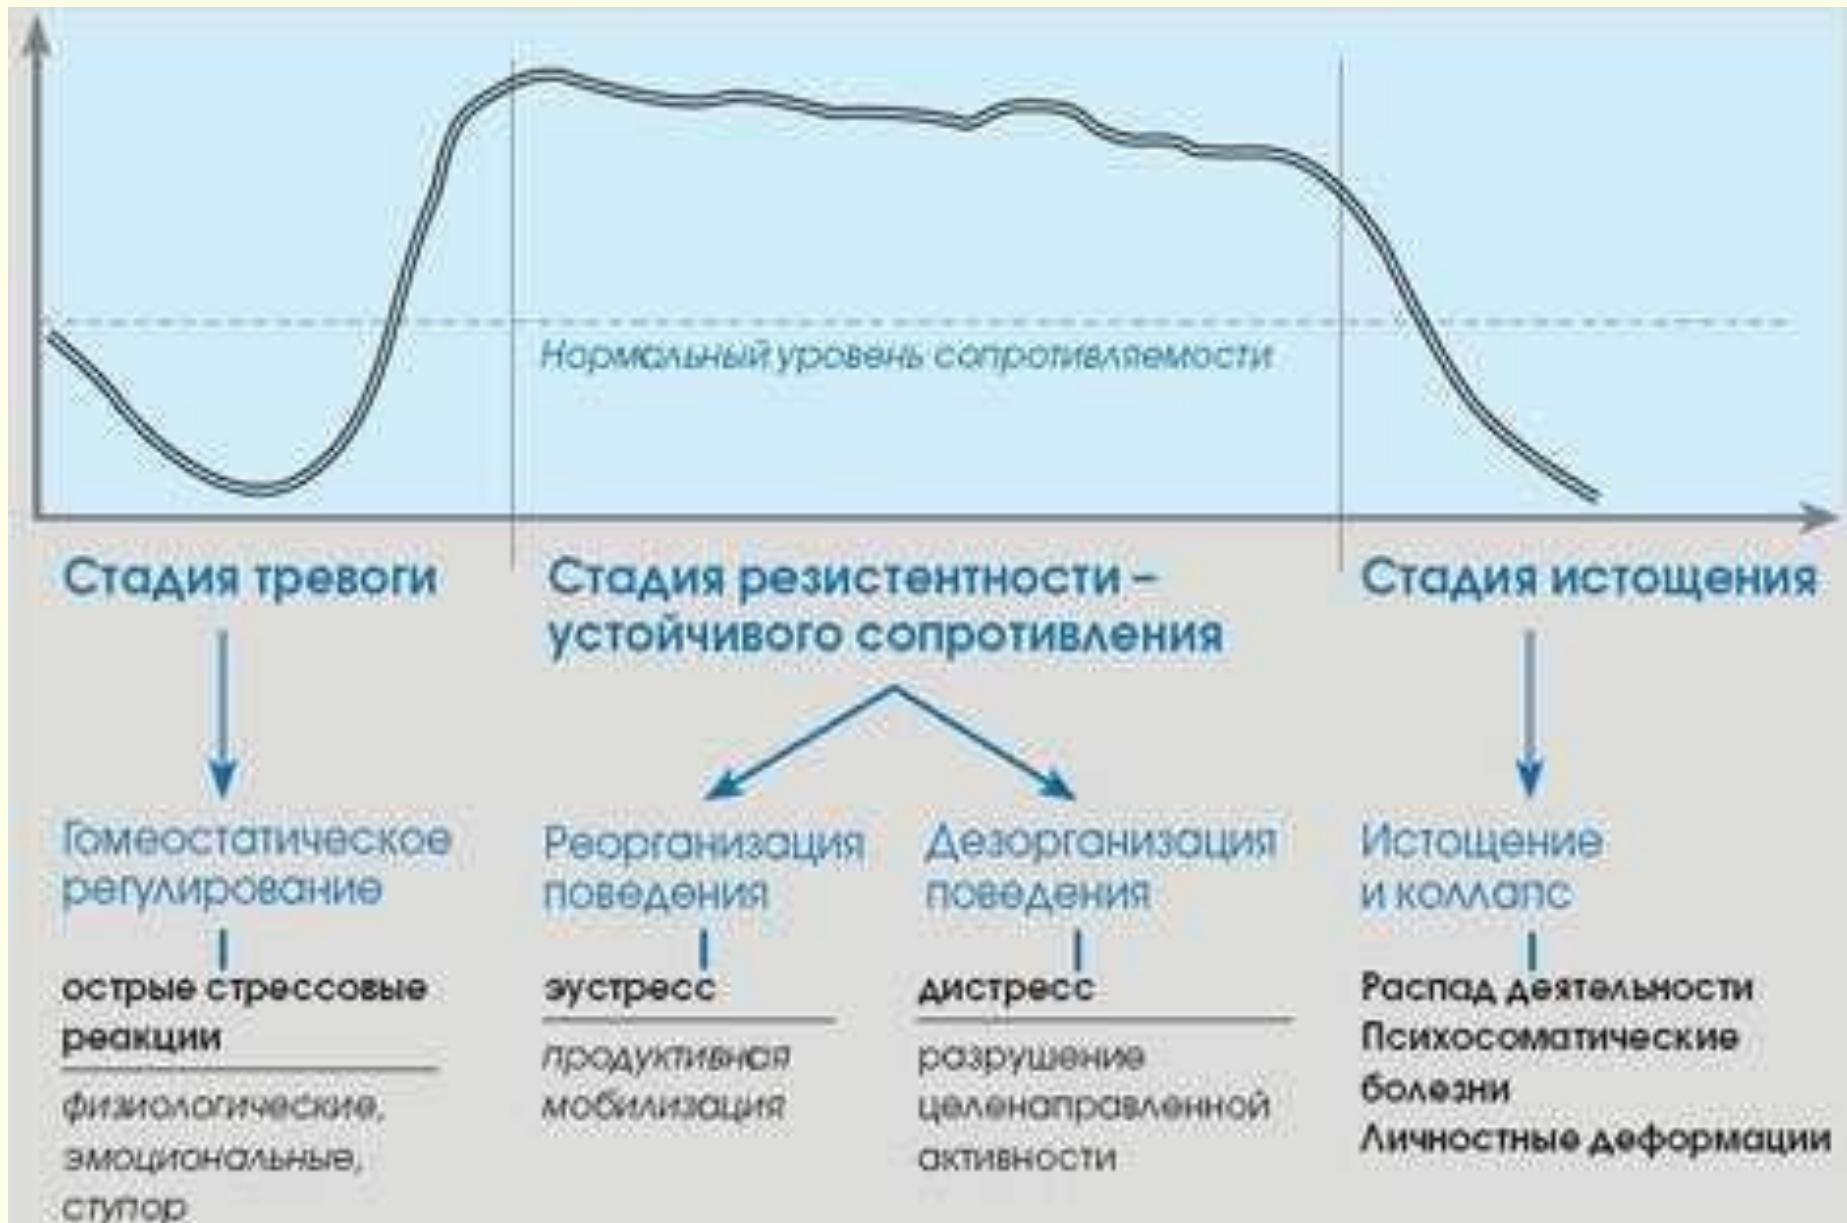 Нормальный уровень сопротивляемости
Стадия тревоги
Гомеостатическое
регулирование
острые стрессовые
реакции
физиологические,
эмоциональные,
ступор
Стадия резистентности –
устойчивого сопротивления
Реорганизация
поведения
эустресс
продуктивная
мобилизация
Дезорганизация
поведения
дистресс
разрушение
целенаправленной
активности
Стадия истощения
Истощение
и коллапс
Распад деятельности
Психосоматические
болезни
Личностные деформации